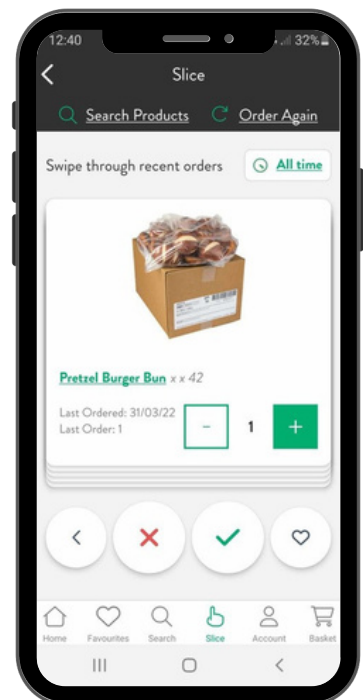 12:40
32%
Slice
Search Products
Order Again
Swipe through recent orders
All time
Pretzel Burger Bun x x 42
Last Ordered: 31/03/22
Last Order: 1
- 1 +
Home Favourites Search Slice Account Basket